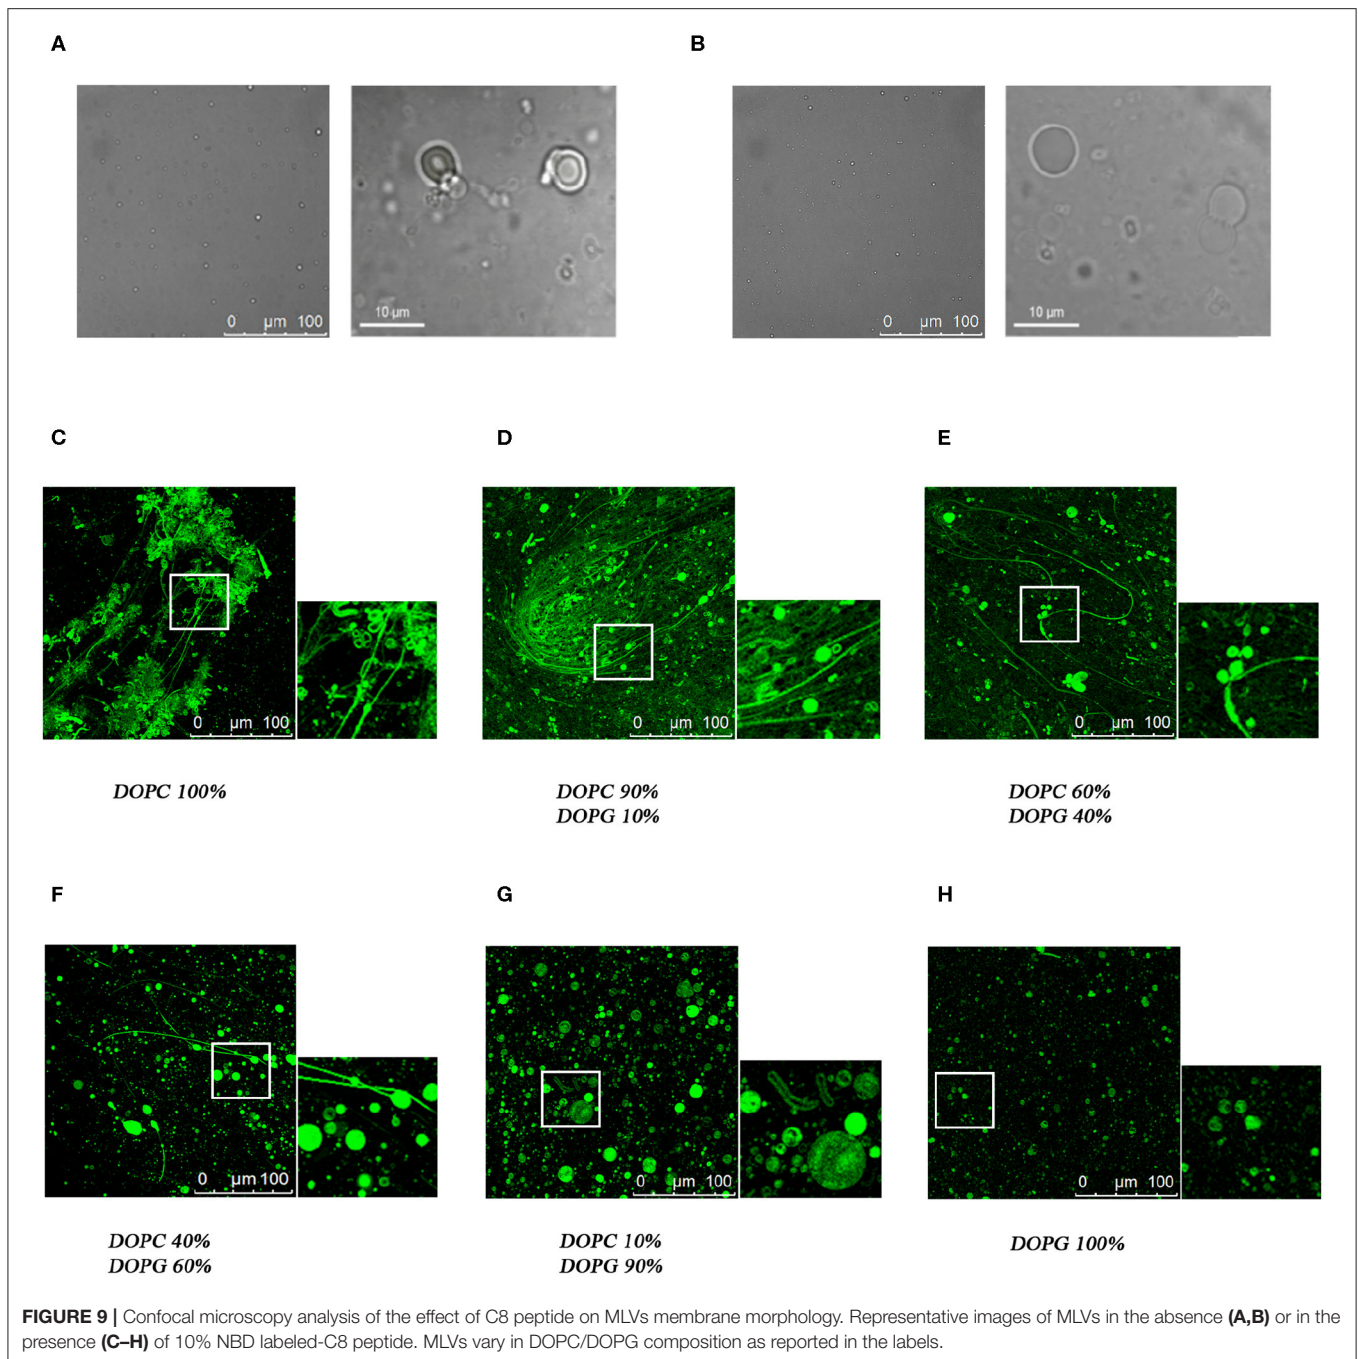 A
B
0 µm 100
10 µm
0 µm 100
10 µm
C
D
E
0 µm 100
0 µm 100
0 µm 100
DOPC 100%
DOPC 90%
DOPG 10%
DOPC 60%
DOPG 40%
F
G
H
0 µm 100
0 µm 100
0 µm 100
DOPC 40%
DOPG 60%
DOPC 10%
DOPG 90%
DOPG 100%
FIGURE 9 | Confocal microscopy analysis of the effect of C8 peptide on MLVs membrane morphology. Representative images of MLVs in the absence (A,B) or in the
presence (C–H) of 10% NBD labeled-C8 peptide. MLVs vary in DOPC/DOPG composition as reported in the labels.